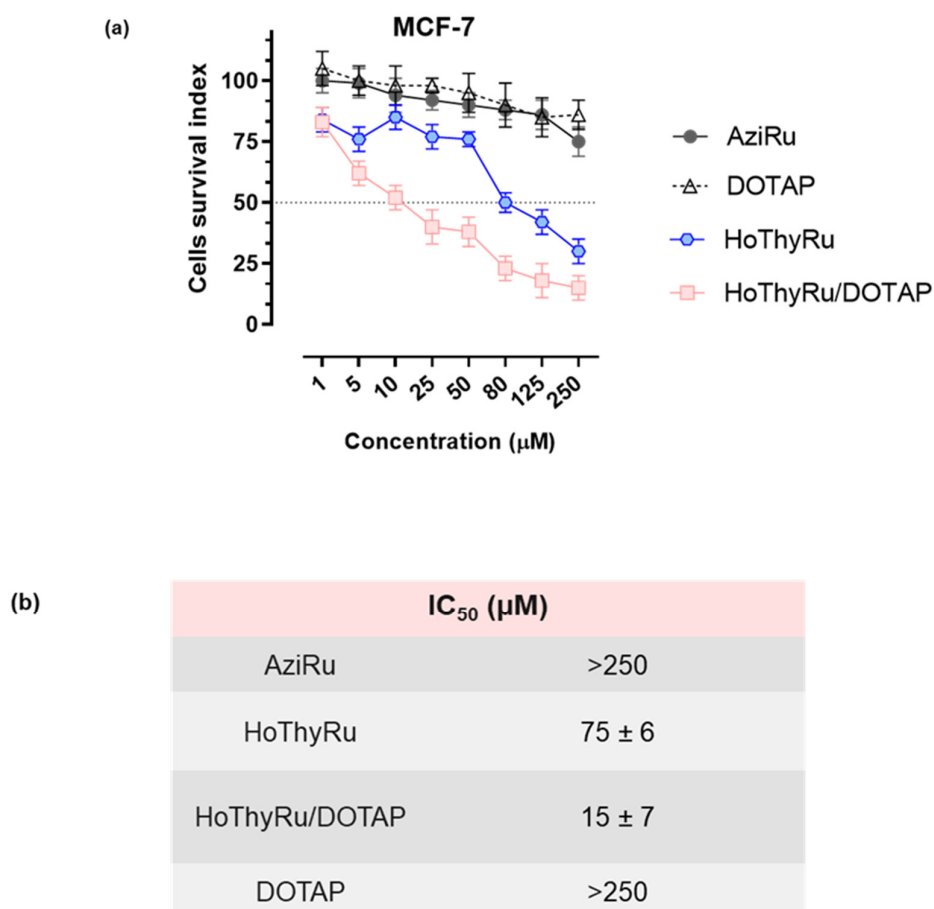 (a)
MCF-7
Cells survival index
100
75
50
25
0
1 5 10 25 50 80 125 250
Concentration (μM)
AziRu
DOTAP
HoThyRu
HoThyRu/DOTAP
(b)
IC₅₀ (μM)
AziRu >250
HoThyRu 75 ± 6
HoThyRu/DOTAP 15 ± 7
DOTAP >250